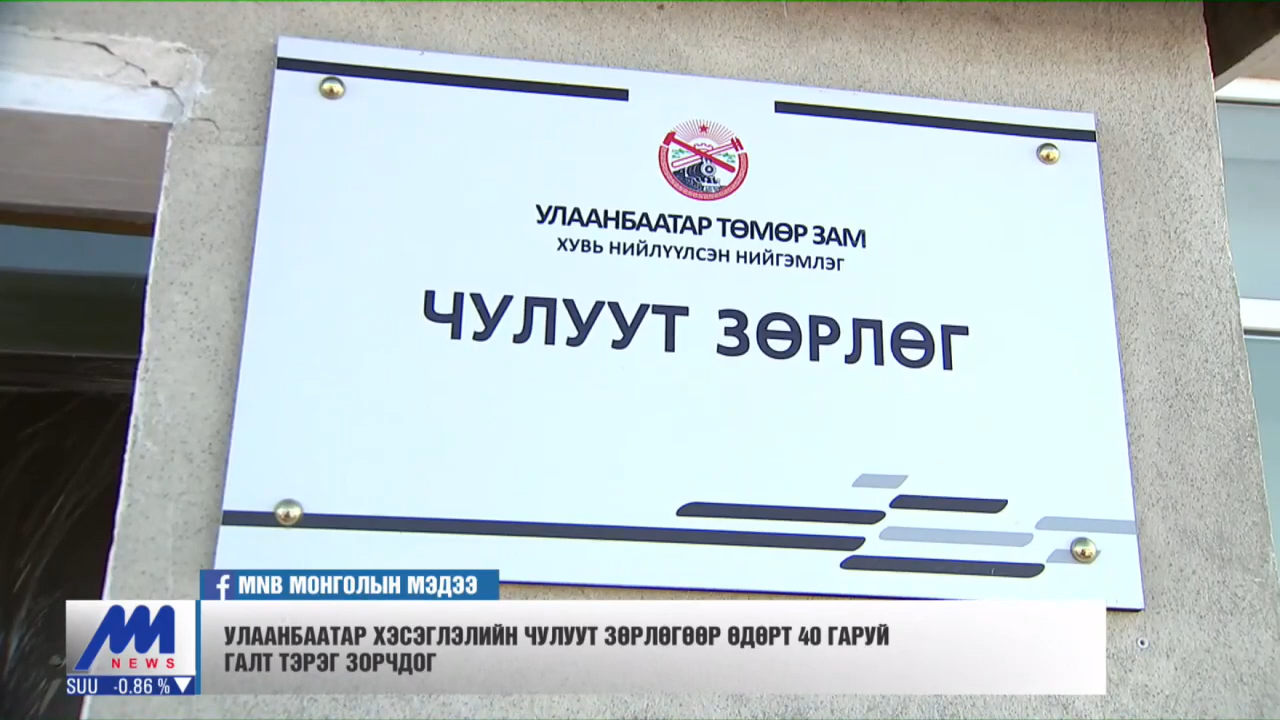 УЛААНБААТАР ТӨМӨР ЗАМ
ХУВЬ НИЙЛҮҮЛСЭН НИЙГЭМЛЭГ
ЧУЛУУТ ЗӨРЛӨГ
f MNB МОНГОЛЫН МЭДЭЭ
УЛААНБААТАР ХЭСЭГЛЭЛИЙН ЧУЛУУТ ЗӨРЛӨГӨӨР ӨДӨРТ 40 ГАРУЙ
ГАЛТ ТЭРЭГ ЗОРЧДОГ
M NEWS
SUU -0.86 %